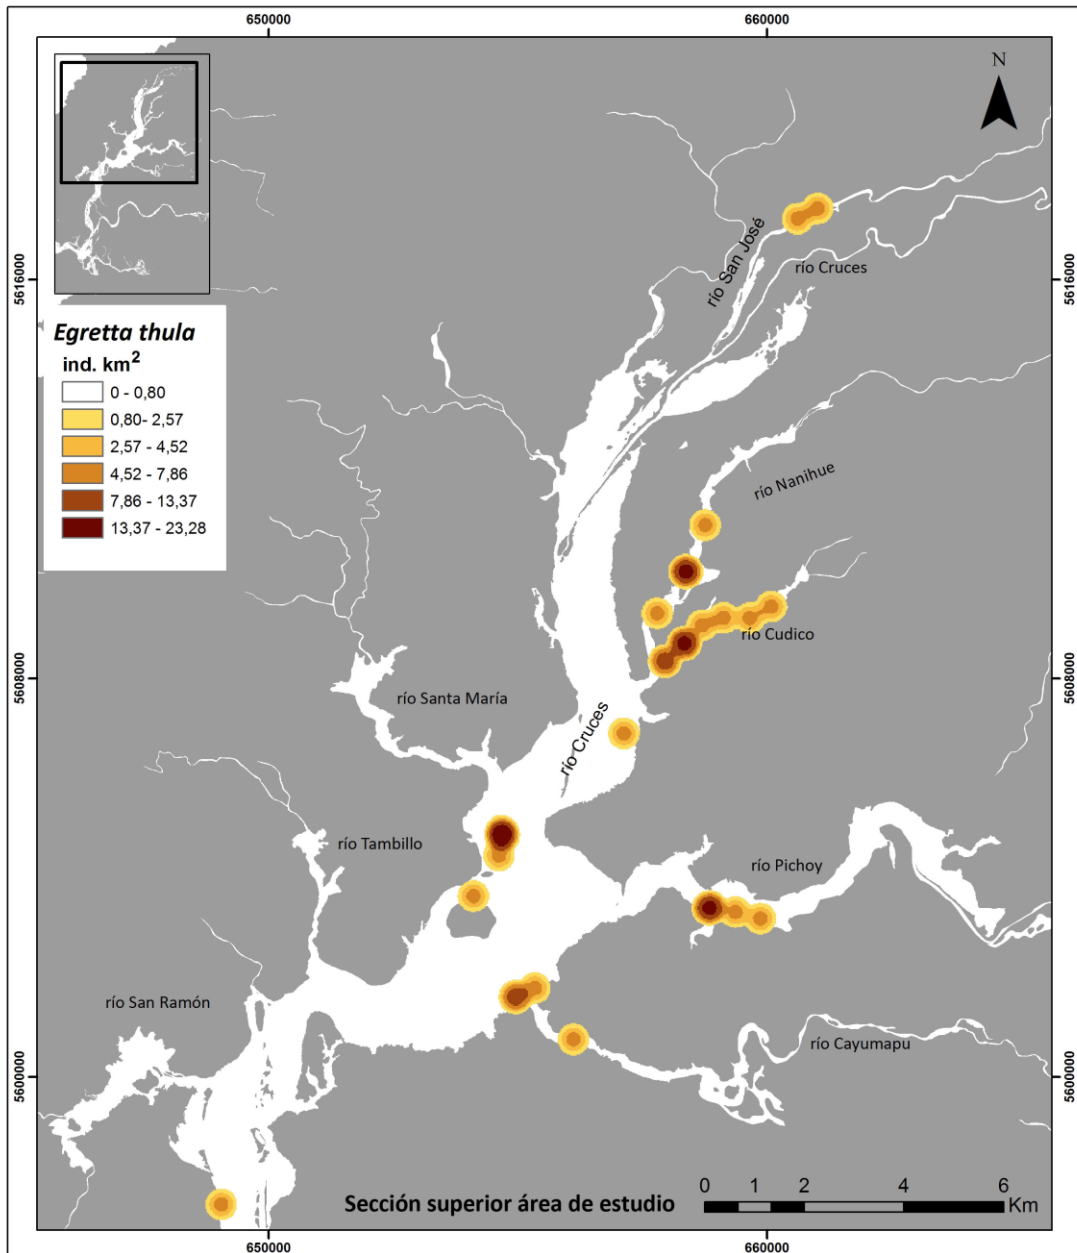 650000
660000
N
río San José
río Cruces
5616000
5616000
Egretta thula
ind. km²
0 - 0,80
0,80- 2,57
2,57 - 4,52
4,52 - 7,86
7,86 - 13,37
13,37 - 23,28
río Nanihue
río Cudico
5608000
5608000
río Santa María
río Cruces
río Tambillo
río Pichoy
río San Ramón
río Cayumapu
5600000
5600000
Sección superior área de estudio
0 1 2 4 6
Km
650000
660000